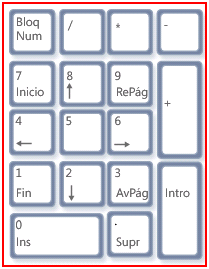 Bloq
Num
/
*
-
7
Inicio
8
↑
9
RePág
+
4
←
5
6
→
1
Fin
2
↓
3
AvPág
Intro
0
Ins
.
Supr